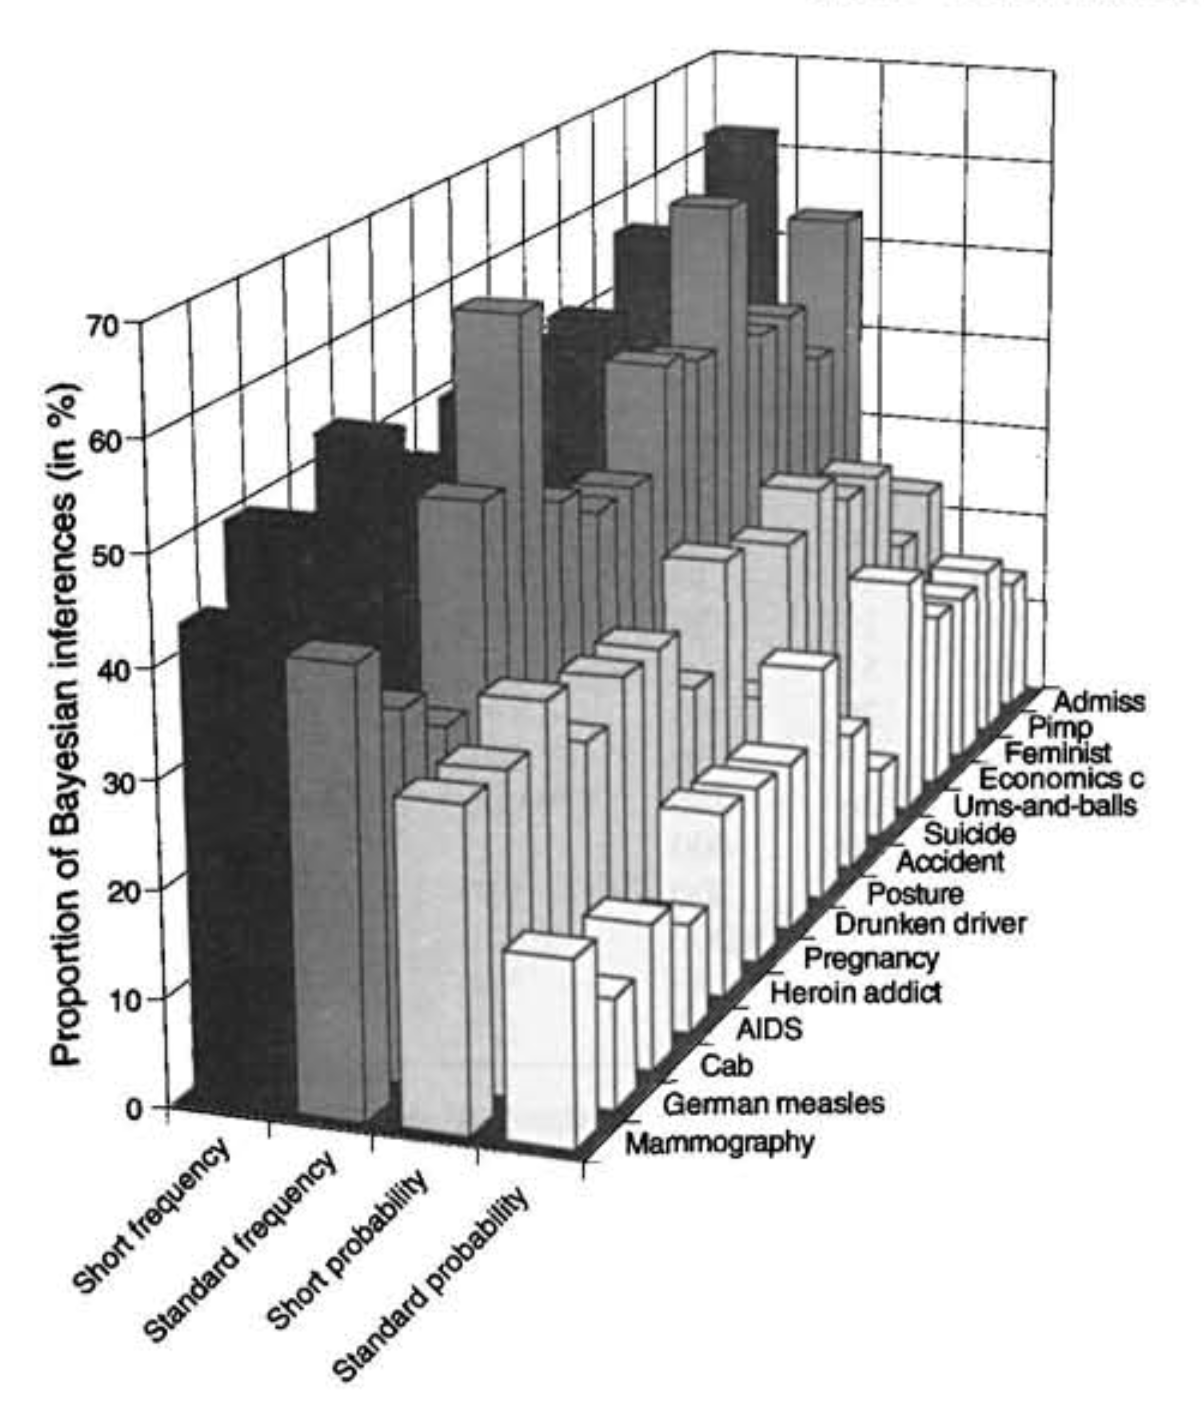 Proportion of Bayesian inferences (in %)
70
60
50
40
30
20
10
0
Short frequency
Standard frequency
Short probability
Standard probability
Admiss
Pimp
Feminist
Economics c
Urns-and-balls
Suicide
Accident
Posture
Drunken driver
Pregnancy
Heroin addict
AIDS
Cab
German measles
Mammography